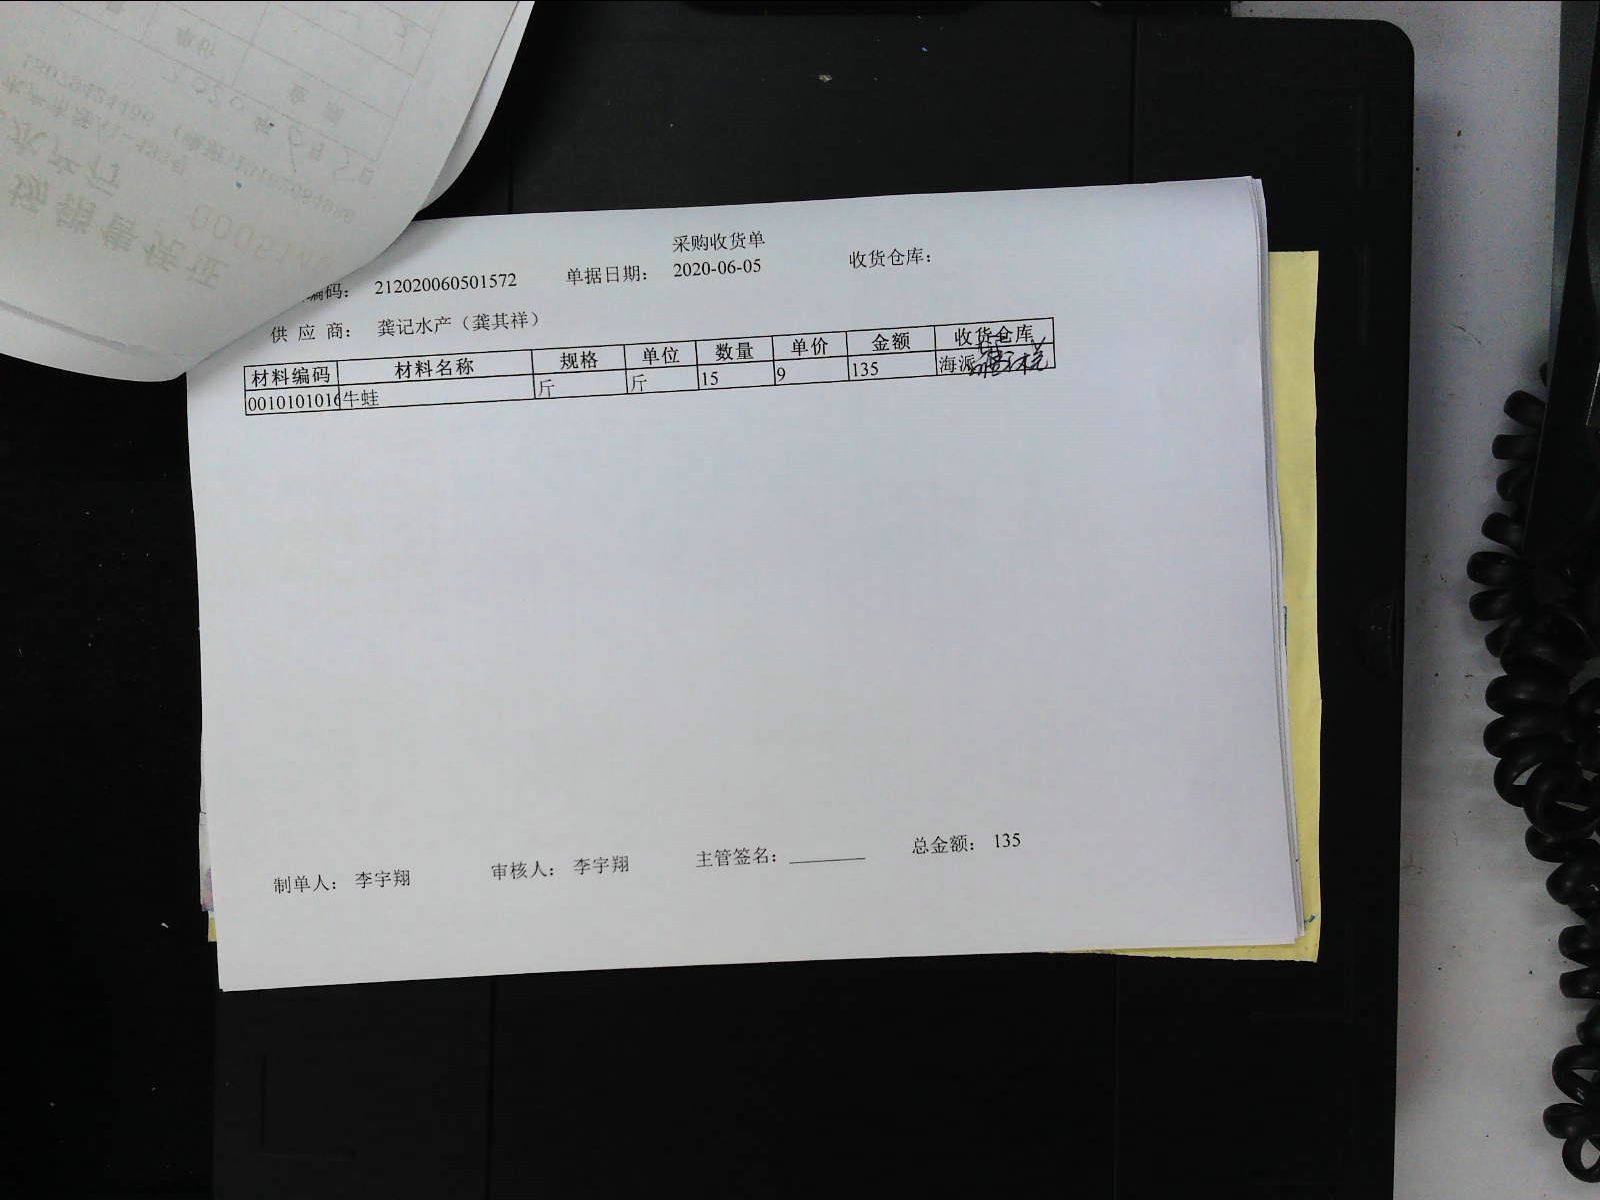 采购收货单
编码： 212020060501572 单据日期： 2020-06-05 收货仓库：
供 应 商： 龚记水产（龚其祥）
材料编码 材料名称 规格 单位 数量 单价 金额 收货仓库
0010101016 牛蛙 斤 斤 15 9 135 海派
制单人： 李宇翔 审核人： 李宇翔 主管签名： 总金额： 135